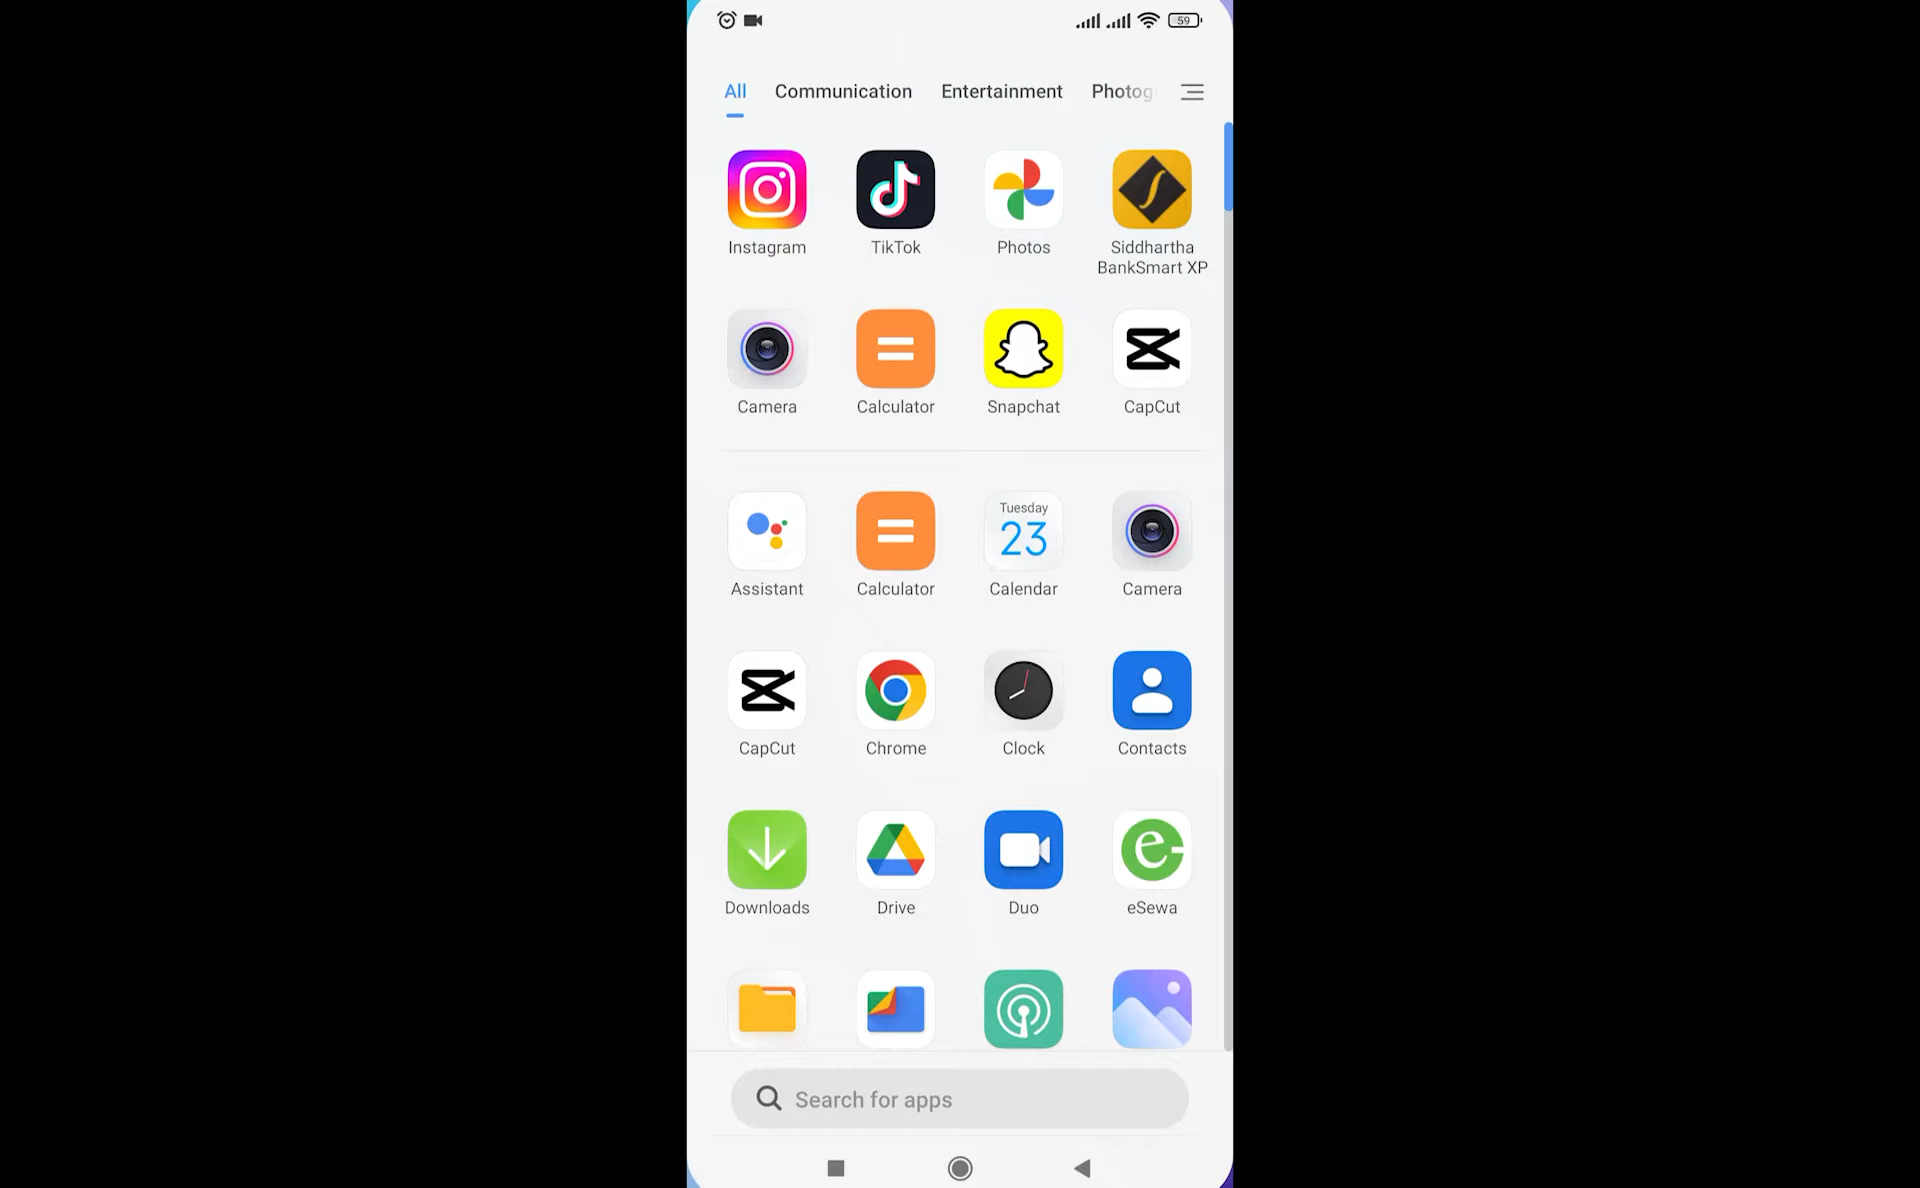 59
All Communication Entertainment Photog
Instagram TikTok Photos Siddhartha
BankSmart XP
Camera Calculator Snapchat CapCut
Tuesday
23
Assistant Calculator Calendar Camera
CapCut Chrome Clock Contacts
Downloads Drive Duo eSewa
Search for apps